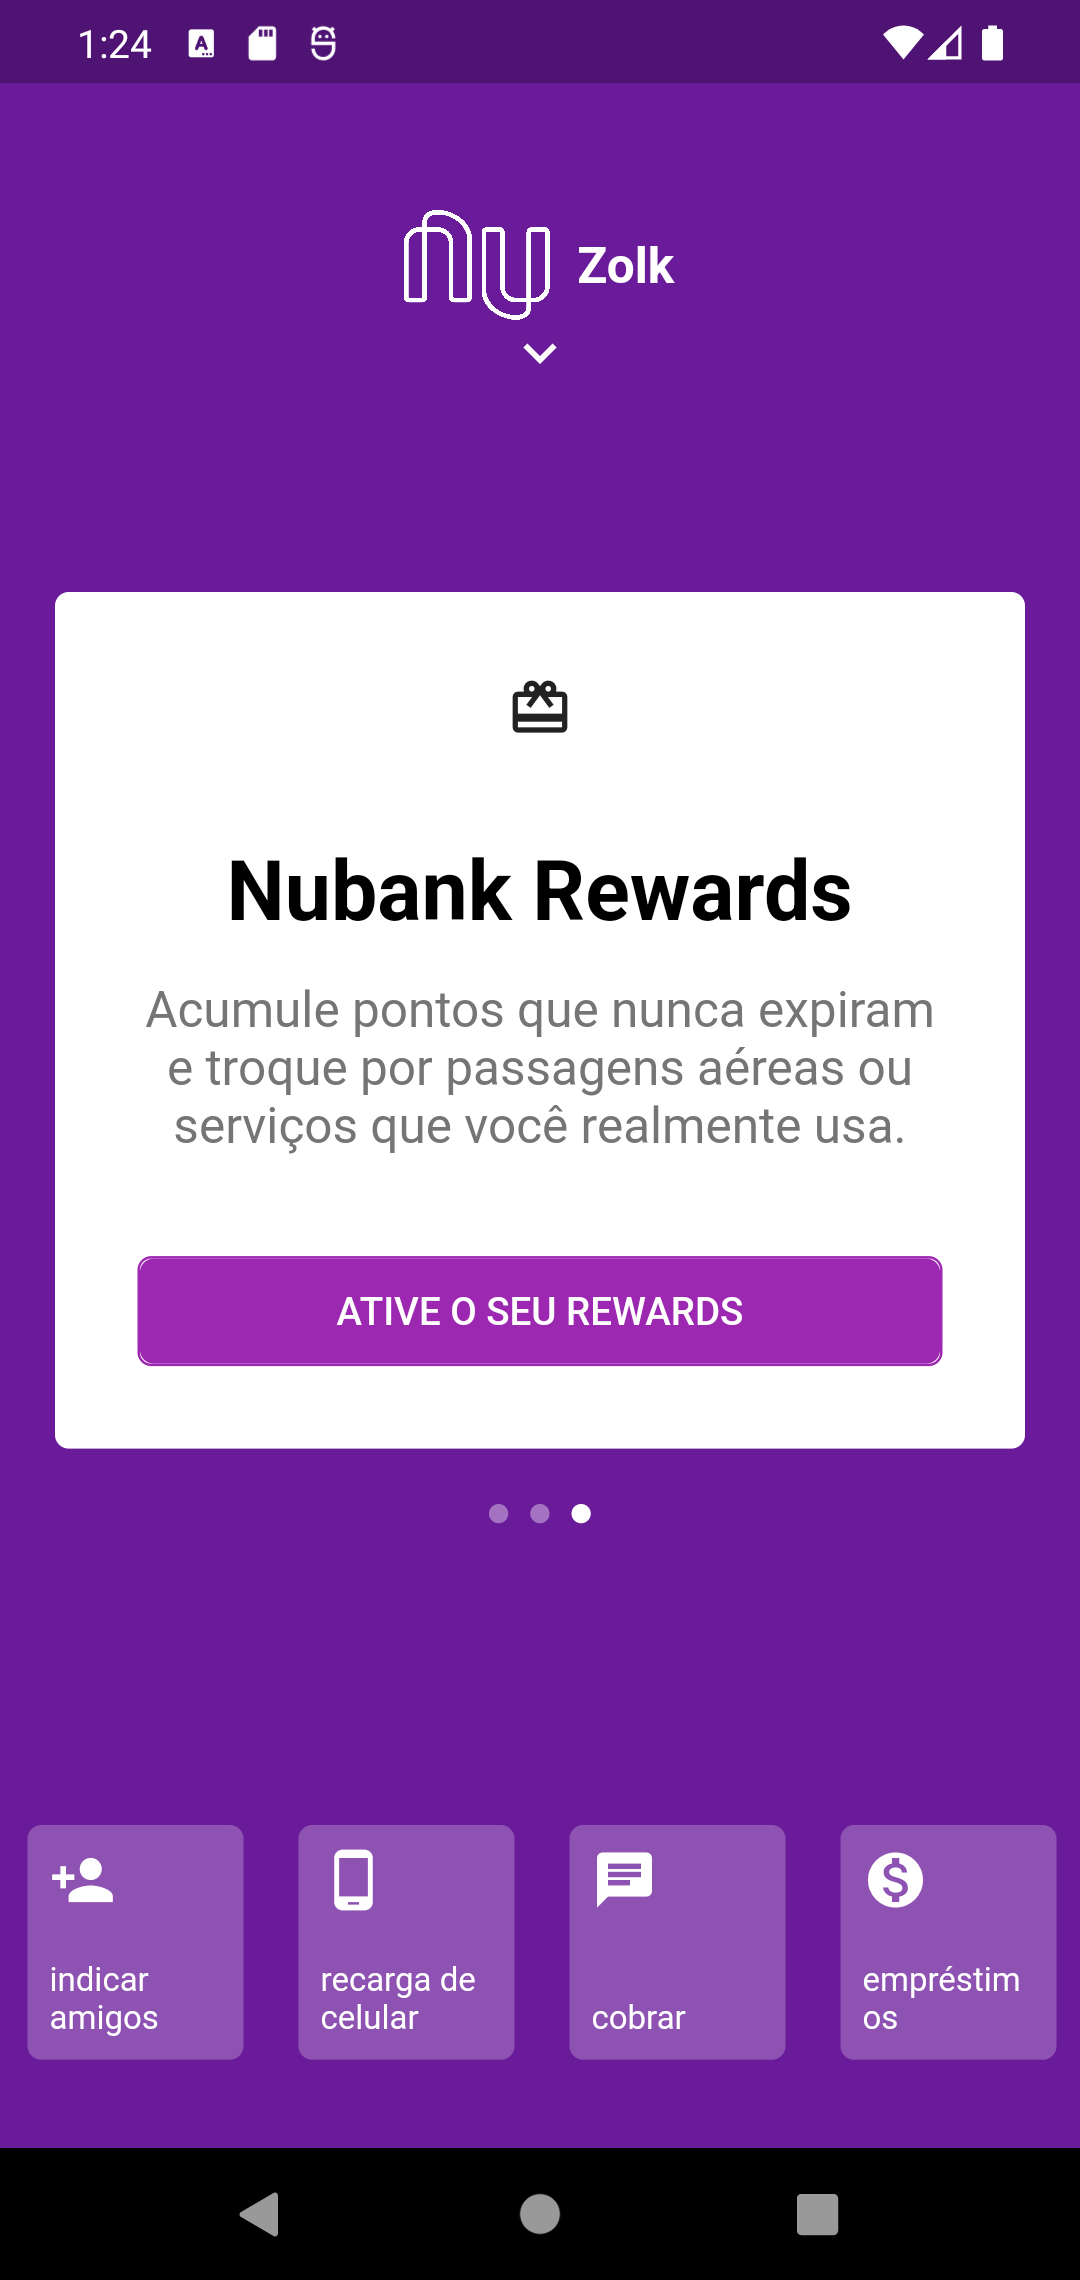 1:24
nu Zolk
Nubank Rewards
Acumule pontos que nunca expiram
e troque por passagens aéreas ou
serviços que você realmente usa.
ATIVE O SEU REWARDS
indicar
amigos
recarga de
celular
cobrar
empréstim
os